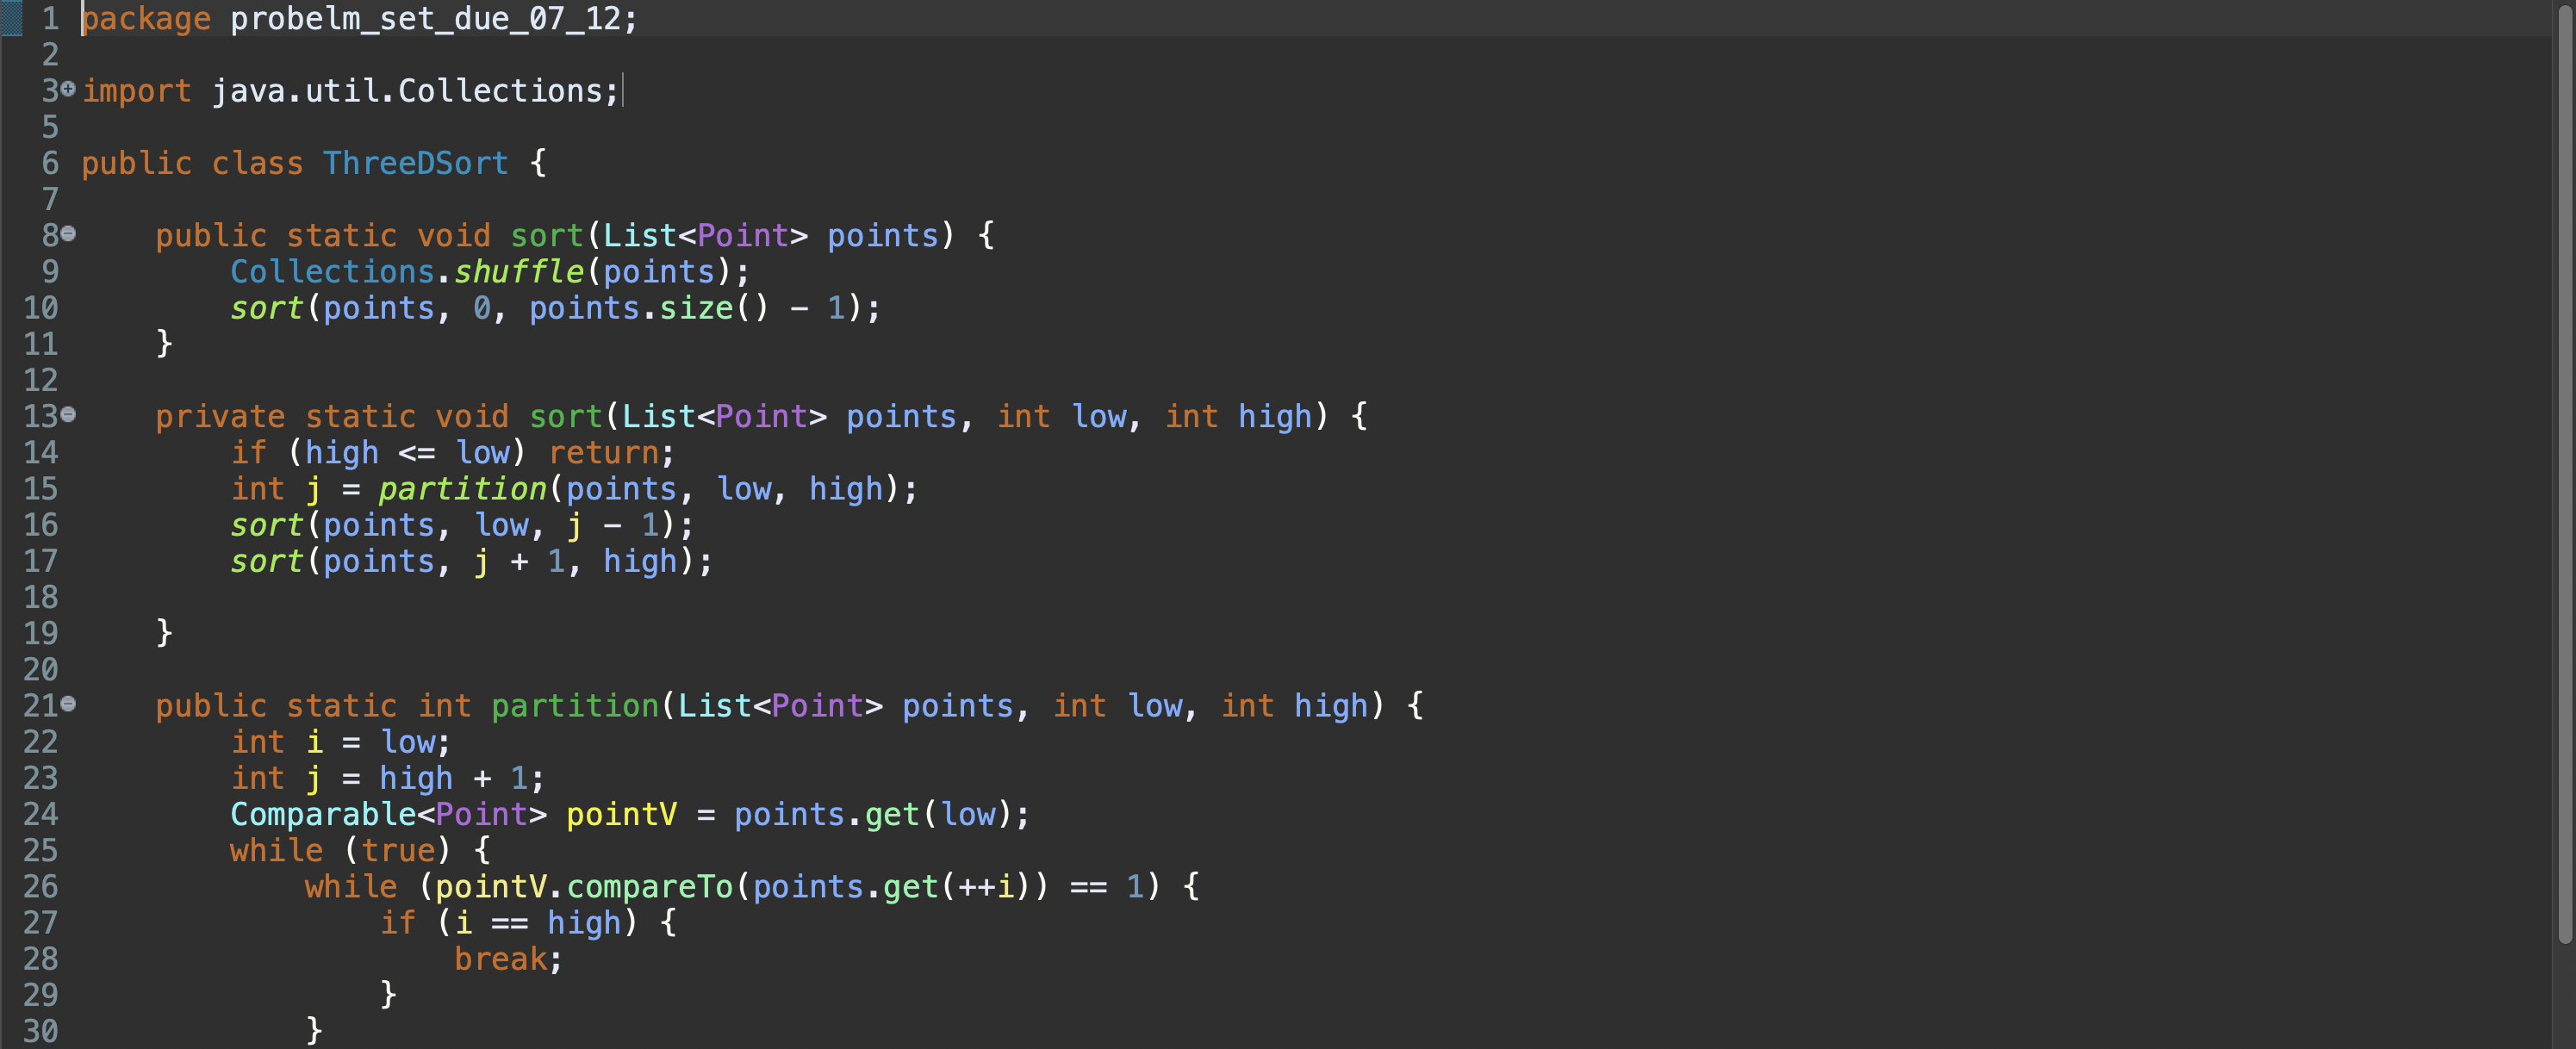 1 package probelm_set_due_07_12;
2
3 import java.util.Collections;
5
6 public class ThreeDSort {
7
8     public static void sort(List<Point> points) {
9         Collections.shuffle(points);
10         sort(points, 0, points.size() - 1);
11     }
12
13     private static void sort(List<Point> points, int low, int high) {
14         if (high <= low) return;
15         int j = partition(points, low, high);
16         sort(points, low, j - 1);
17         sort(points, j + 1, high);
18
19     }
20
21     public static int partition(List<Point> points, int low, int high) {
22         int i = low;
23         int j = high + 1;
24         Comparable<Point> pointV = points.get(low);
25         while (true) {
26             while (pointV.compareTo(points.get(++i)) == 1) {
27                 if (i == high) {
28                     break;
29                 }
30             }